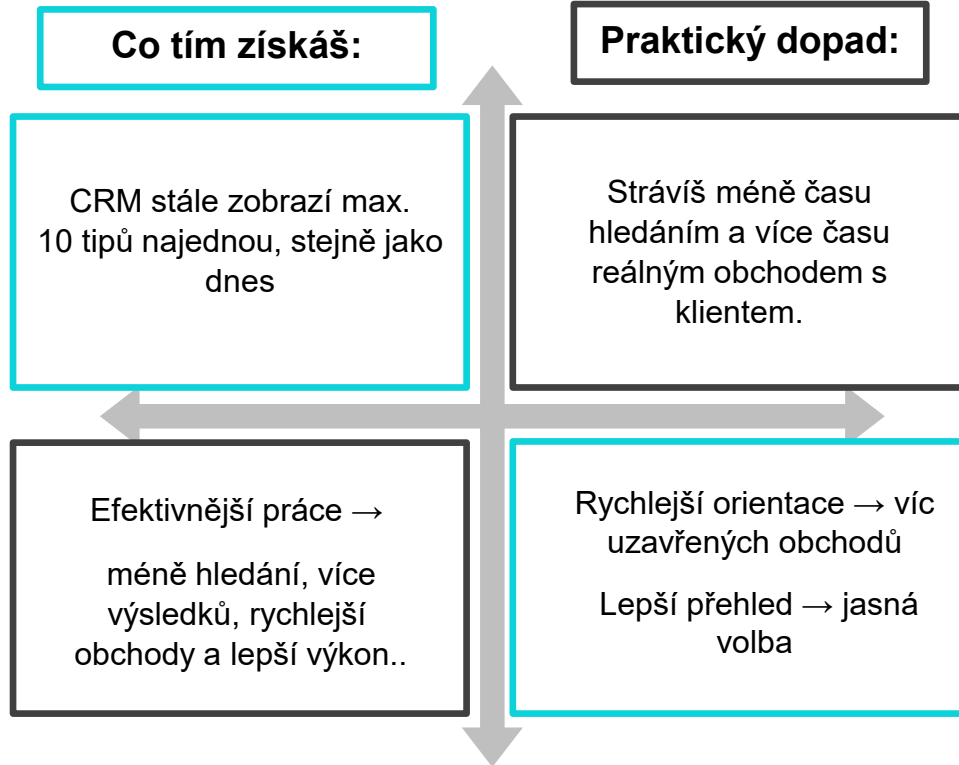 Co tím získáš:
Praktický dopad:
CRM stále zobrazí max.
10 tipů najednou, stejně jako
dnes
Strávíš méně času
hledáním a více času
reálným obchodem s
klientem.
Efektivnější práce →
méně hledání, více
výsledků, rychlejší
obchody a lepší výkon..
Rychlejší orientace → víc
uzavřených obchodů
Lepší přehled → jasná
volba